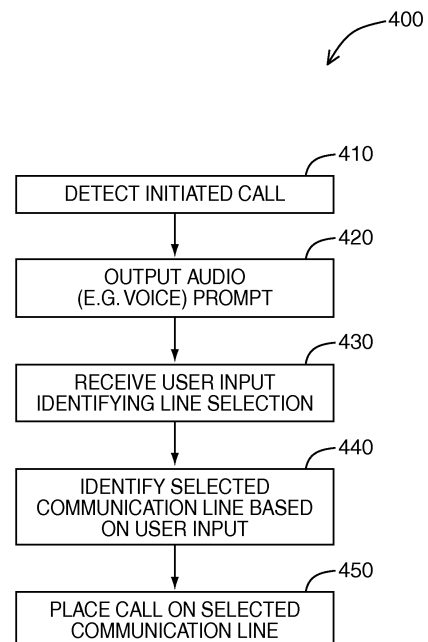 400
410
DETECT INITIATED CALL
420
OUTPUT AUDIO
(E.G. VOICE) PROMPT
430
RECEIVE USER INPUT
IDENTIFYING LINE SELECTION
440
IDENTIFY SELECTED
COMMUNICATION LINE BASED
ON USER INPUT
450
PLACE CALL ON SELECTED
COMMUNICATION LINE